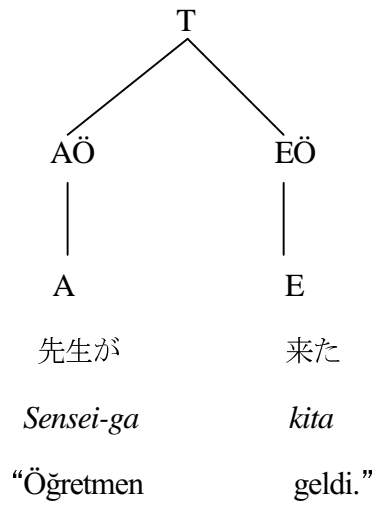 T
AÖ EÖ
A E
先生が 来た
Sensei-ga kita
“Öğretmen geldi.”